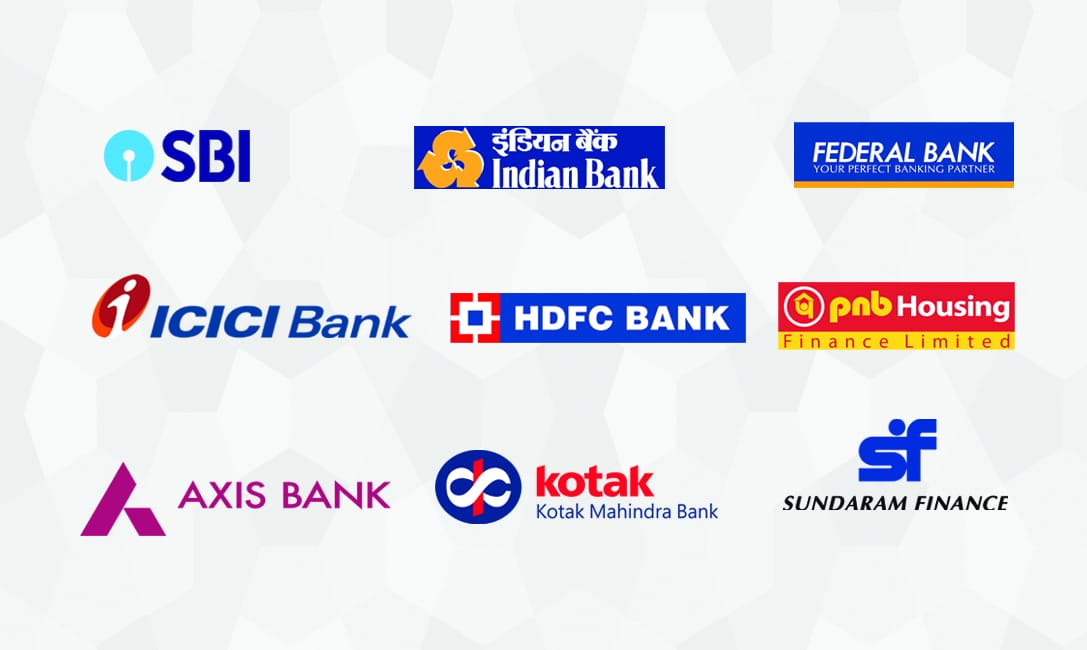 SBI
इंडियन बैंक
Indian Bank
FEDERAL BANK
YOUR PERFECT BANKING PARTNER
ICICI Bank
HDFC BANK
pnb Housing
Finance Limited
AXIS BANK
kotak
Kotak Mahindra Bank
sf
SUNDARAM FINANCE